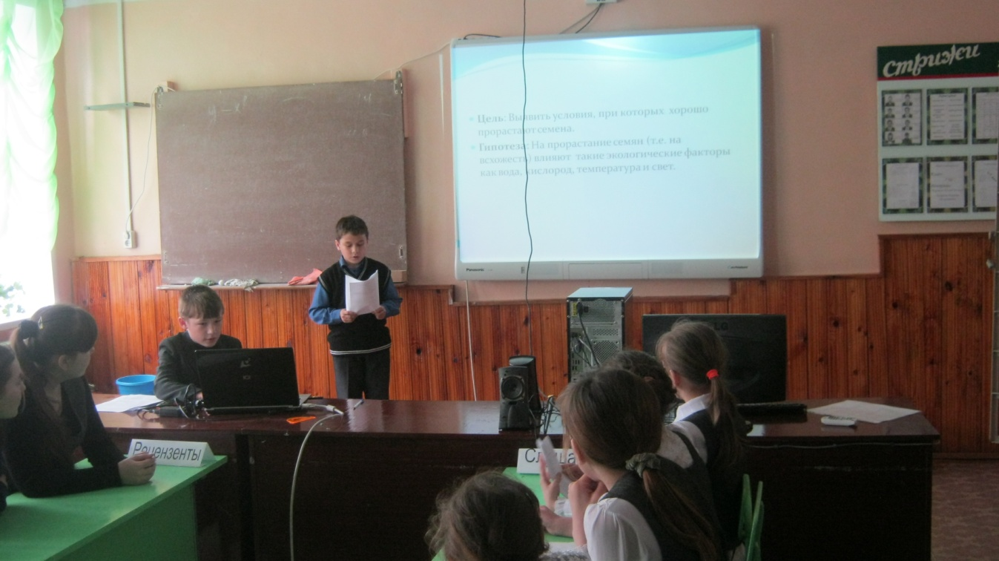 Стрижи
• Цель: Выявить условия, при которых хорошо
прорастают семена.
• Гипотеза: На прорастание семян (т.е. на
всхожесть) влияют такие экологические факторы
как вода, кислород, температура и свет.
Panasonic
LG
Рецензенты
Слуша